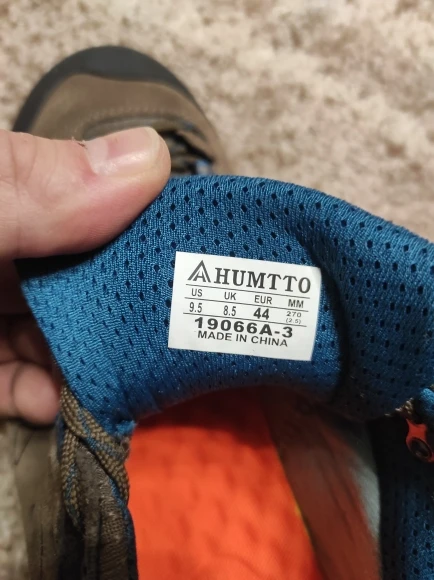 HUMTTO
US UK EUR MM
9.5 8.5 44 270
(2.5)
19066A-3
MADE IN CHINA